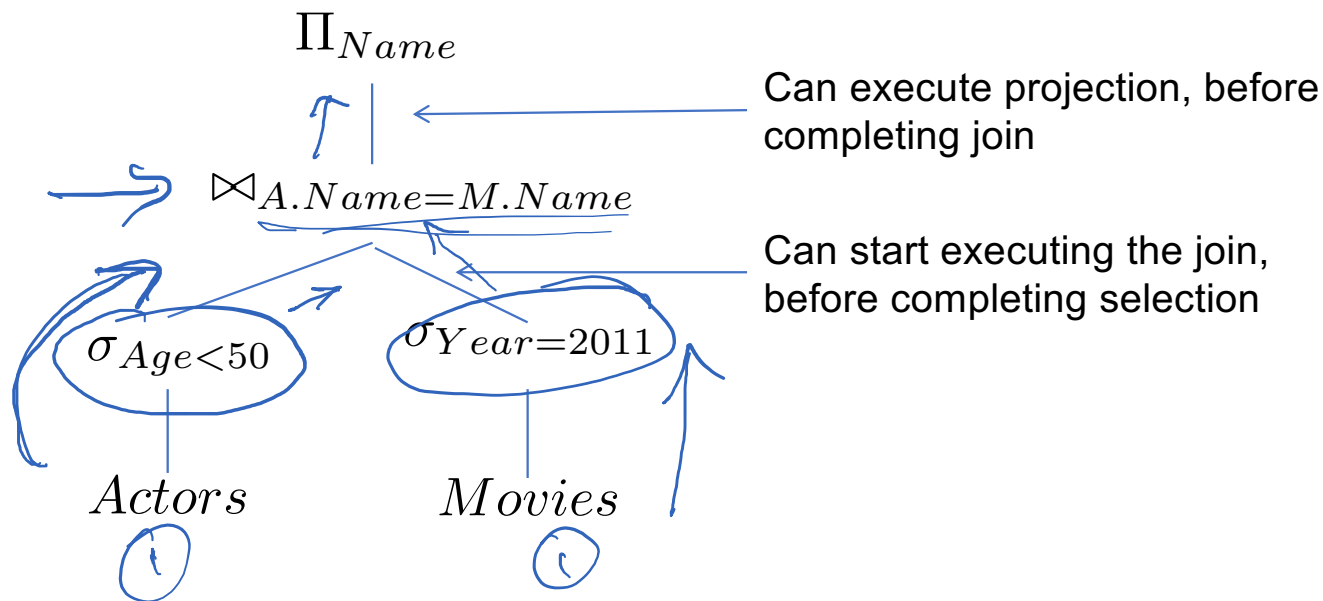 Π_Name
Can execute projection, before
completing join
⋈_A.Name=M.Name
Can start executing the join,
before completing selection
σ_Age<50
σ_Year=2011
Actors
Movies